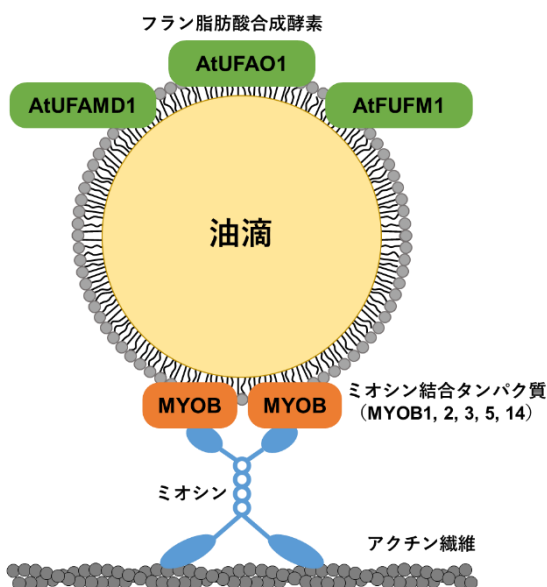 フラン脂肪酸合成酵素
AtUFAO1
AtUFAMD1
AtFUFM1
油滴
MYOB
MYOB
ミオシン結合タンパク質
（MYOB1, 2, 3, 5, 14）
ミオシン
アクチン繊維